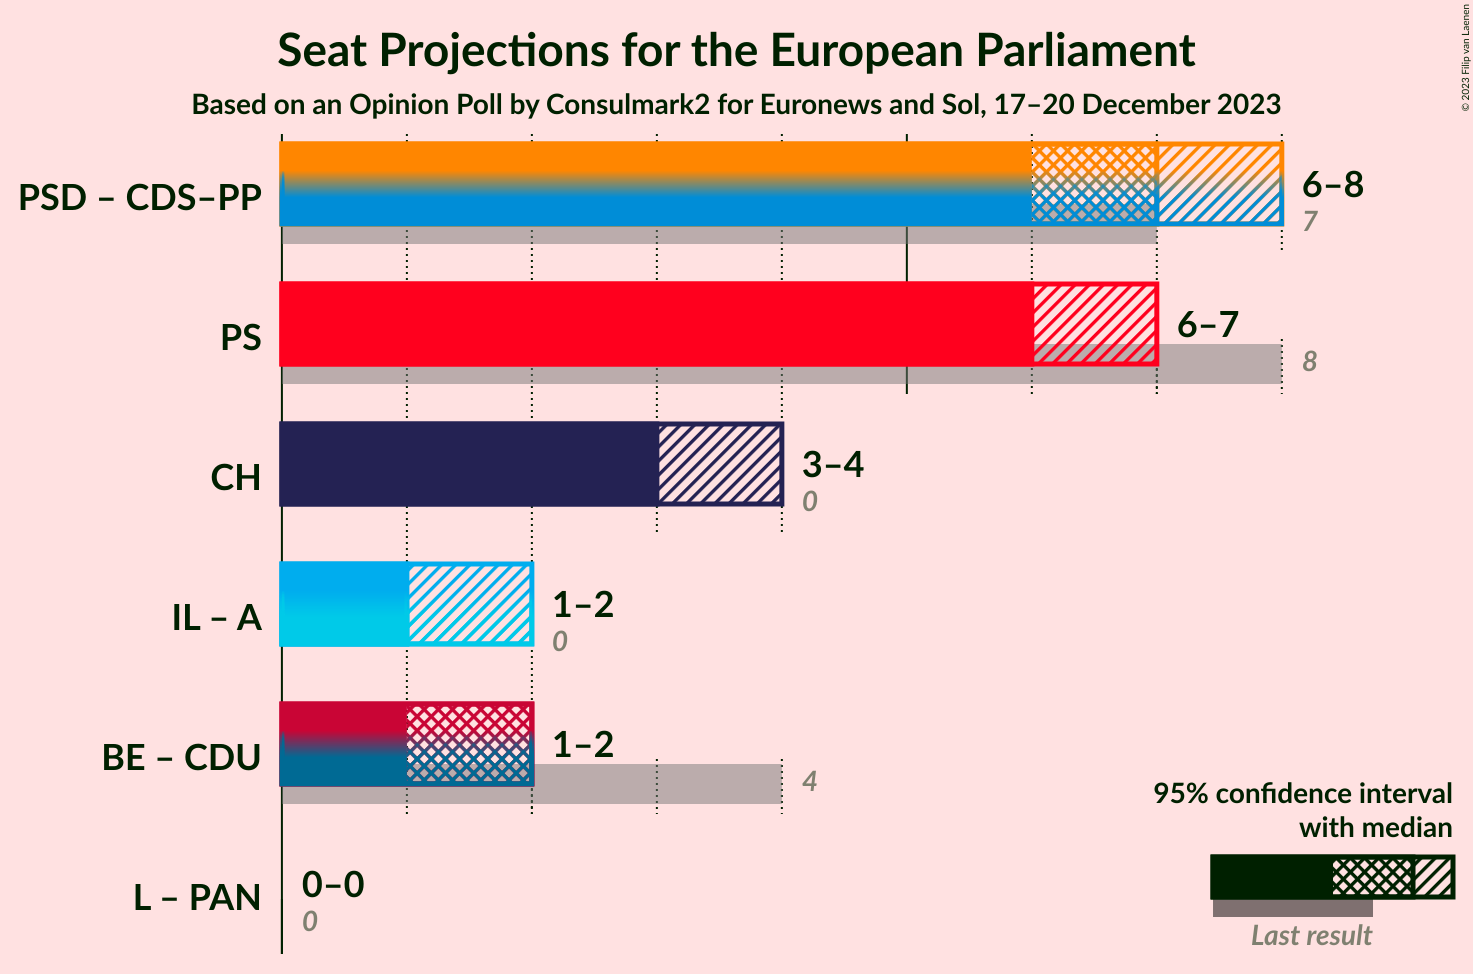 Seat Projections for the European Parliament
Based on an Opinion Poll by Consulmark2 for Euronews and Sol, 17–20 December 2023
© 2023 Filip van Laenen
PSD – CDS–PP
6–8
7
PS
6–7
8
CH
3–4
0
IL – A
1–2
0
BE – CDU
1–2
4
L – PAN
0–0
0
95% confidence interval
with median
Last result